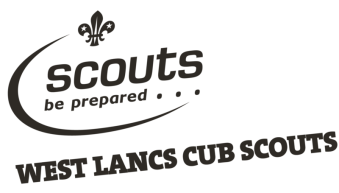 scouts
be prepared . . .
WEST LANCS CUB SCOUTS